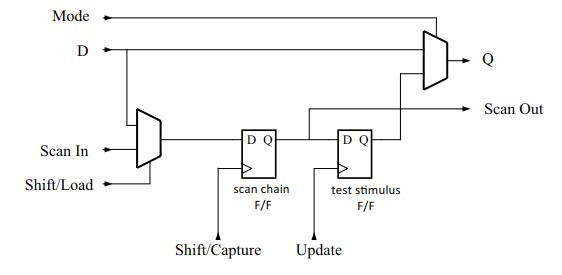 Mode
D
Q
Scan Out
D Q
D Q
Scan In
Shift/Load
scan chain
F/F
test stimulus
F/F
Shift/Capture
Update